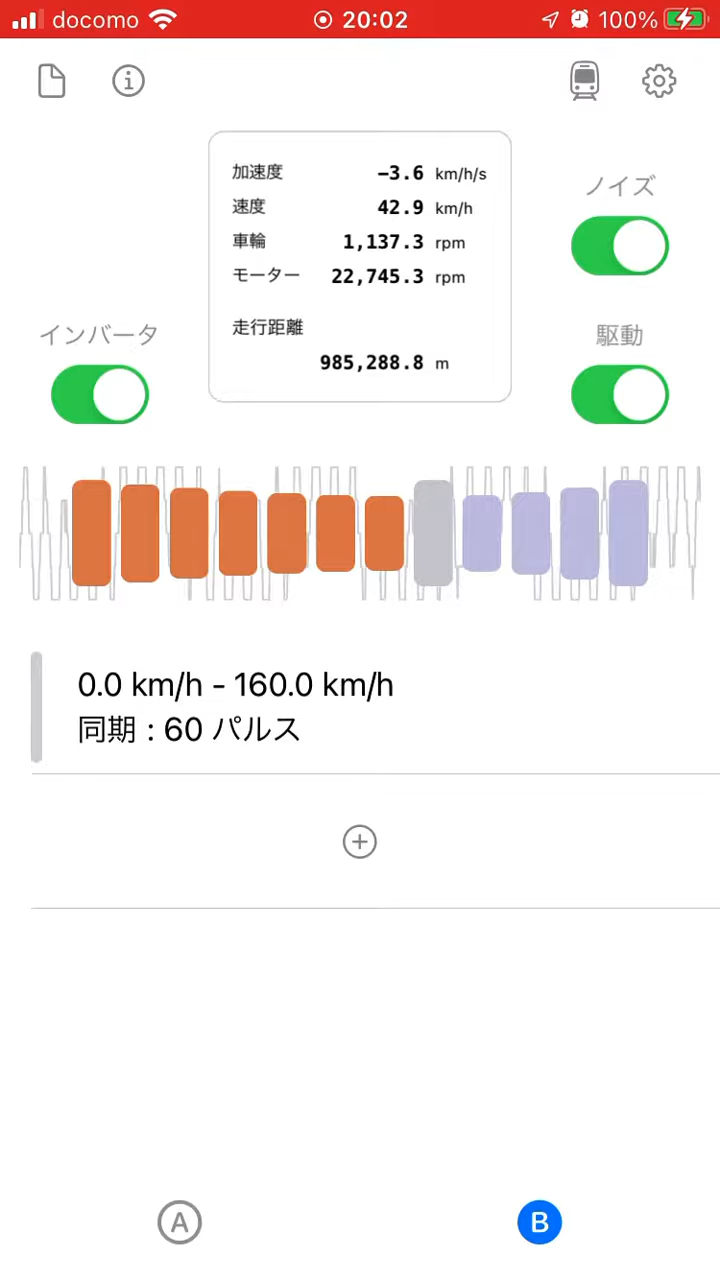 docomo 20:02 100%
加速度 −3.6 km/h/s
速度 42.9 km/h
車輪 1,137.3 rpm
モーター 22,745.3 rpm
走行距離
985,288.8 m
ノイズ
インバータ
駆動
0.0 km/h - 160.0 km/h
同期 : 60 パルス
A B